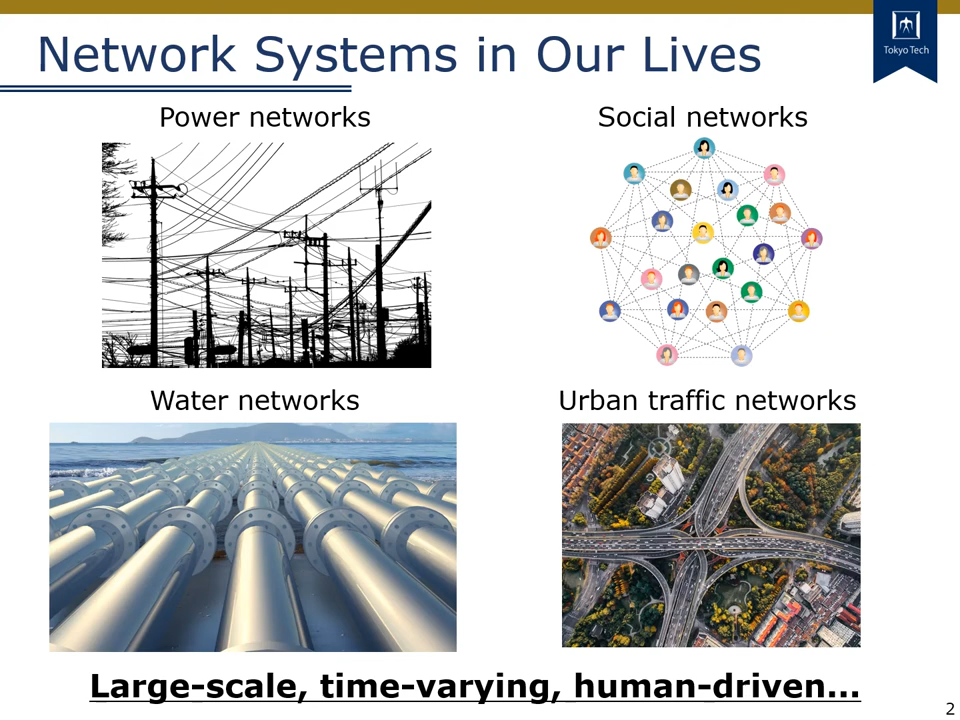 Network Systems in Our Lives
Tokyo Tech
Power networks
Social networks
Water networks
Urban traffic networks
Large-scale, time-varying, human-driven...
2